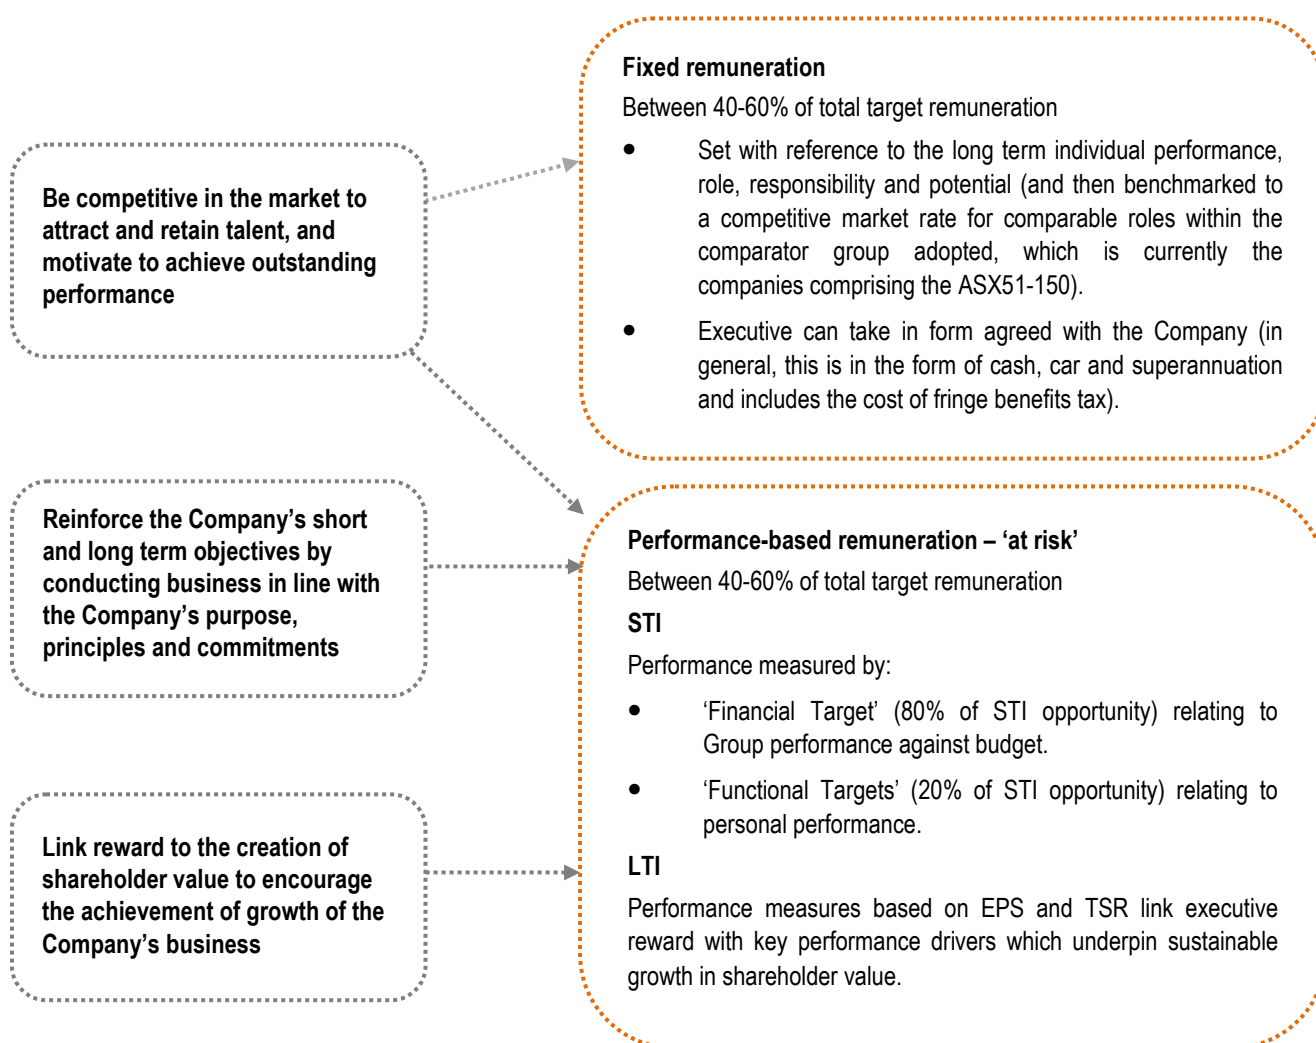 Be competitive in the market to
attract and retain talent, and
motivate to achieve outstanding
performance
Reinforce the Company’s short
and long term objectives by
conducting business in line with
the Company’s purpose,
principles and commitments
Link reward to the creation of
shareholder value to encourage
the achievement of growth of the
Company’s business
Fixed remuneration
Between 40-60% of total target remuneration
• Set with reference to the long term individual performance,
role, responsibility and potential (and then benchmarked to
a competitive market rate for comparable roles within the
comparator group adopted, which is currently the
companies comprising the ASX51-150).
• Executive can take in form agreed with the Company (in
general, this is in the form of cash, car and superannuation
and includes the cost of fringe benefits tax).
Performance-based remuneration – ‘at risk’
Between 40-60% of total target remuneration
STI
Performance measured by:
• ‘Financial Target’ (80% of STI opportunity) relating to
Group performance against budget.
• ‘Functional Targets’ (20% of STI opportunity) relating to
personal performance.
LTI
Performance measures based on EPS and TSR link executive
reward with key performance drivers which underpin sustainable
growth in shareholder value.